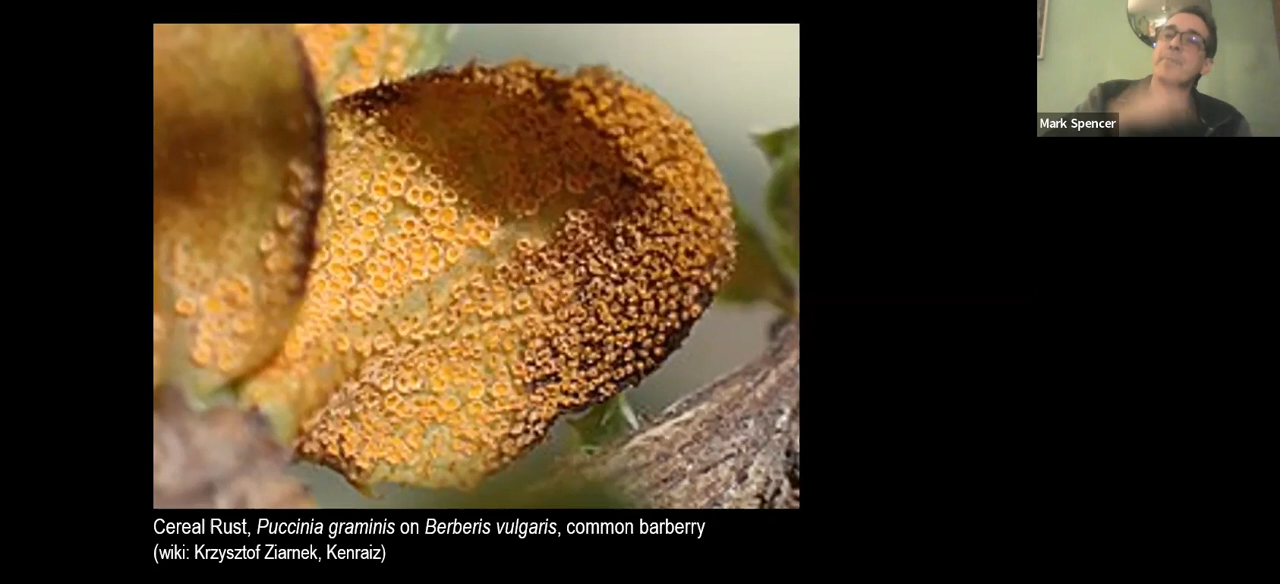 Mark Spencer
Cereal Rust, Puccinia graminis on Berberis vulgaris, common barberry
(wiki: Krzysztof Ziarnek, Kenraiz)